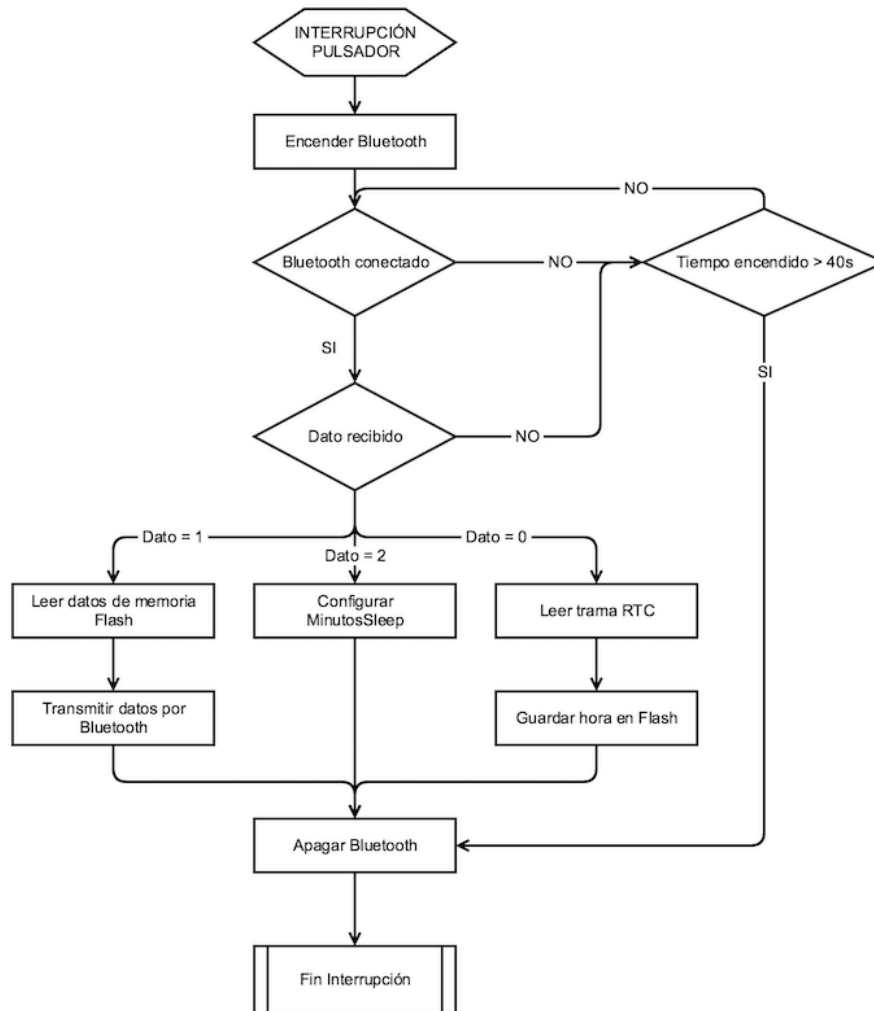 INTERRUPCIÓN
PULSADOR
Encender Bluetooth
NO
Bluetooth conectado
NO
Tiempo encendido > 40s
SI
SI
Dato recibido
NO
Dato = 1
Dato = 2
Dato = 0
Leer datos de memoria
Flash
Configurar
MinutosSleep
Leer trama RTC
Transmitir datos por
Bluetooth
Guardar hora en Flash
Apagar Bluetooth
Fin Interrupción